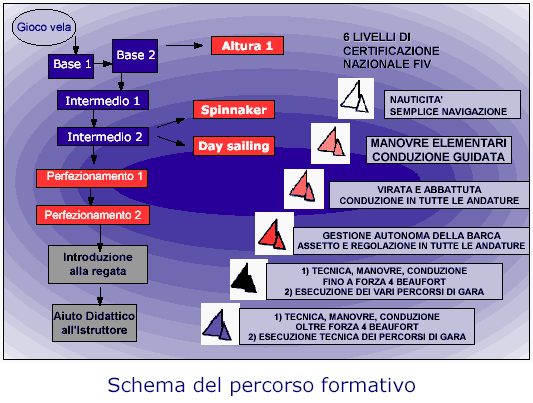 Gioco vela
Base 1
Base 2
Altura 1
Intermedio 1
Spinnaker
Intermedio 2
Day sailing
Perfezionamento 1
Perfezionamento 2
Introduzione
alla regata
Aiuto Didattico
all'Istruttore
6 LIVELLI DI
CERTIFICAZIONE
NAZIONALE FIV
NAUTICITA'
SEMPLICE NAVIGAZIONE
MANOVRE ELEMENTARI
CONDUZIONE GUIDATA
VIRATA E ABBATTUTA
CONDUZIONE IN TUTTE LE ANDATURE
GESTIONE AUTONOMA DELLA BARCA
ASSETTO E REGOLAZIONE IN TUTTE LE ANDATURE
1) TECNICA, MANOVRE, CONDUZIONE
FINO A FORZA 4 BEAUFORT
2) ESECUZIONE DEI VARI PERCORSI DI GARA
1) TECNICA, MANOVRE, CONDUZIONE
OLTRE FORZA 4 BEAUFORT
2) ESECUZIONE TECNICA DEI PERCORSI DI GARA
Schema del percorso formativo